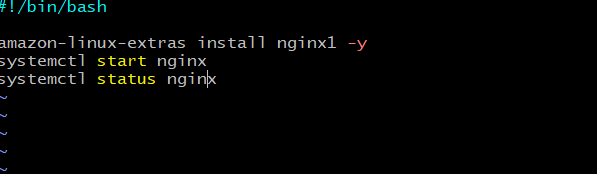 #!/bin/bash
amazon-linux-extras install nginx1 -y
systemctl start nginx
systemctl status nginx
~
~
~
~
~